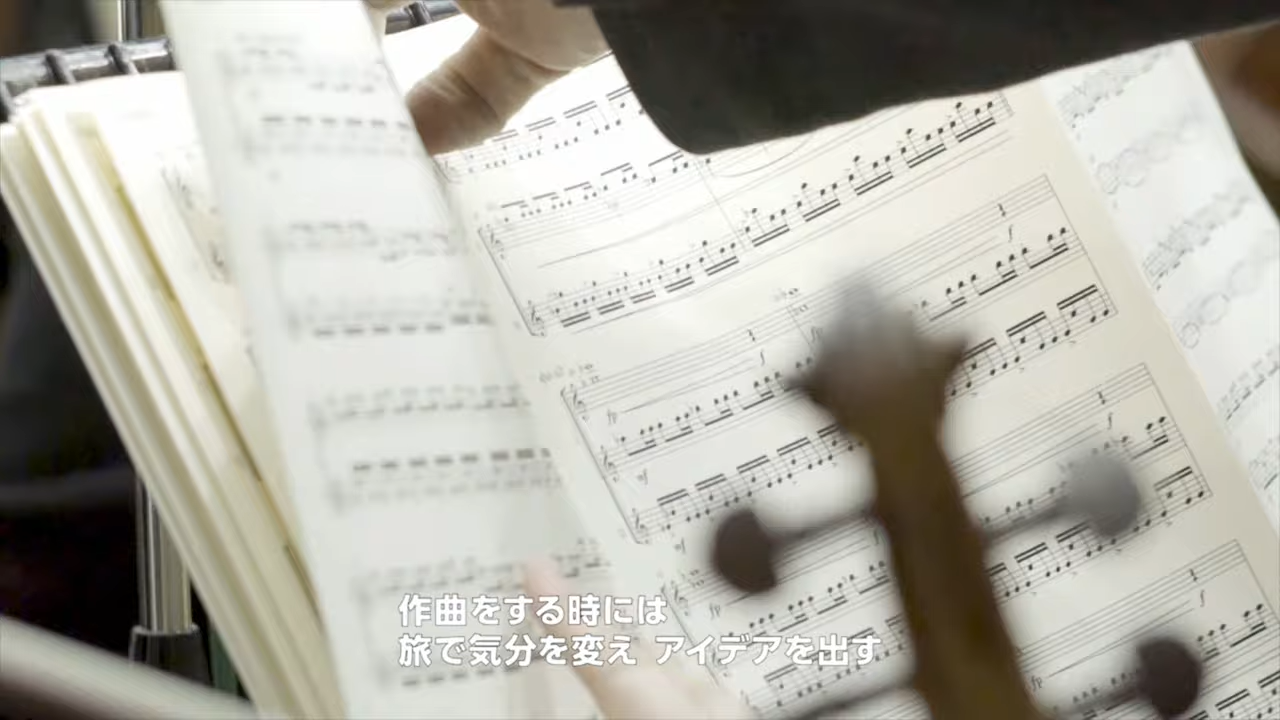 作曲をする時には
旅で気分を変え アイデアを出す